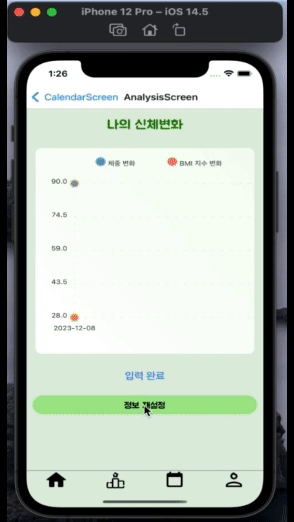 iPhone 12 Pro – iOS 14.5
1:26
CalendarScreen AnalysisScreen
나의 신체변화
체중 변화 BMI 지수 변화
90.0
74.5
59.0
43.5
28.0
2023-12-08
입력 완료
정보 재설정